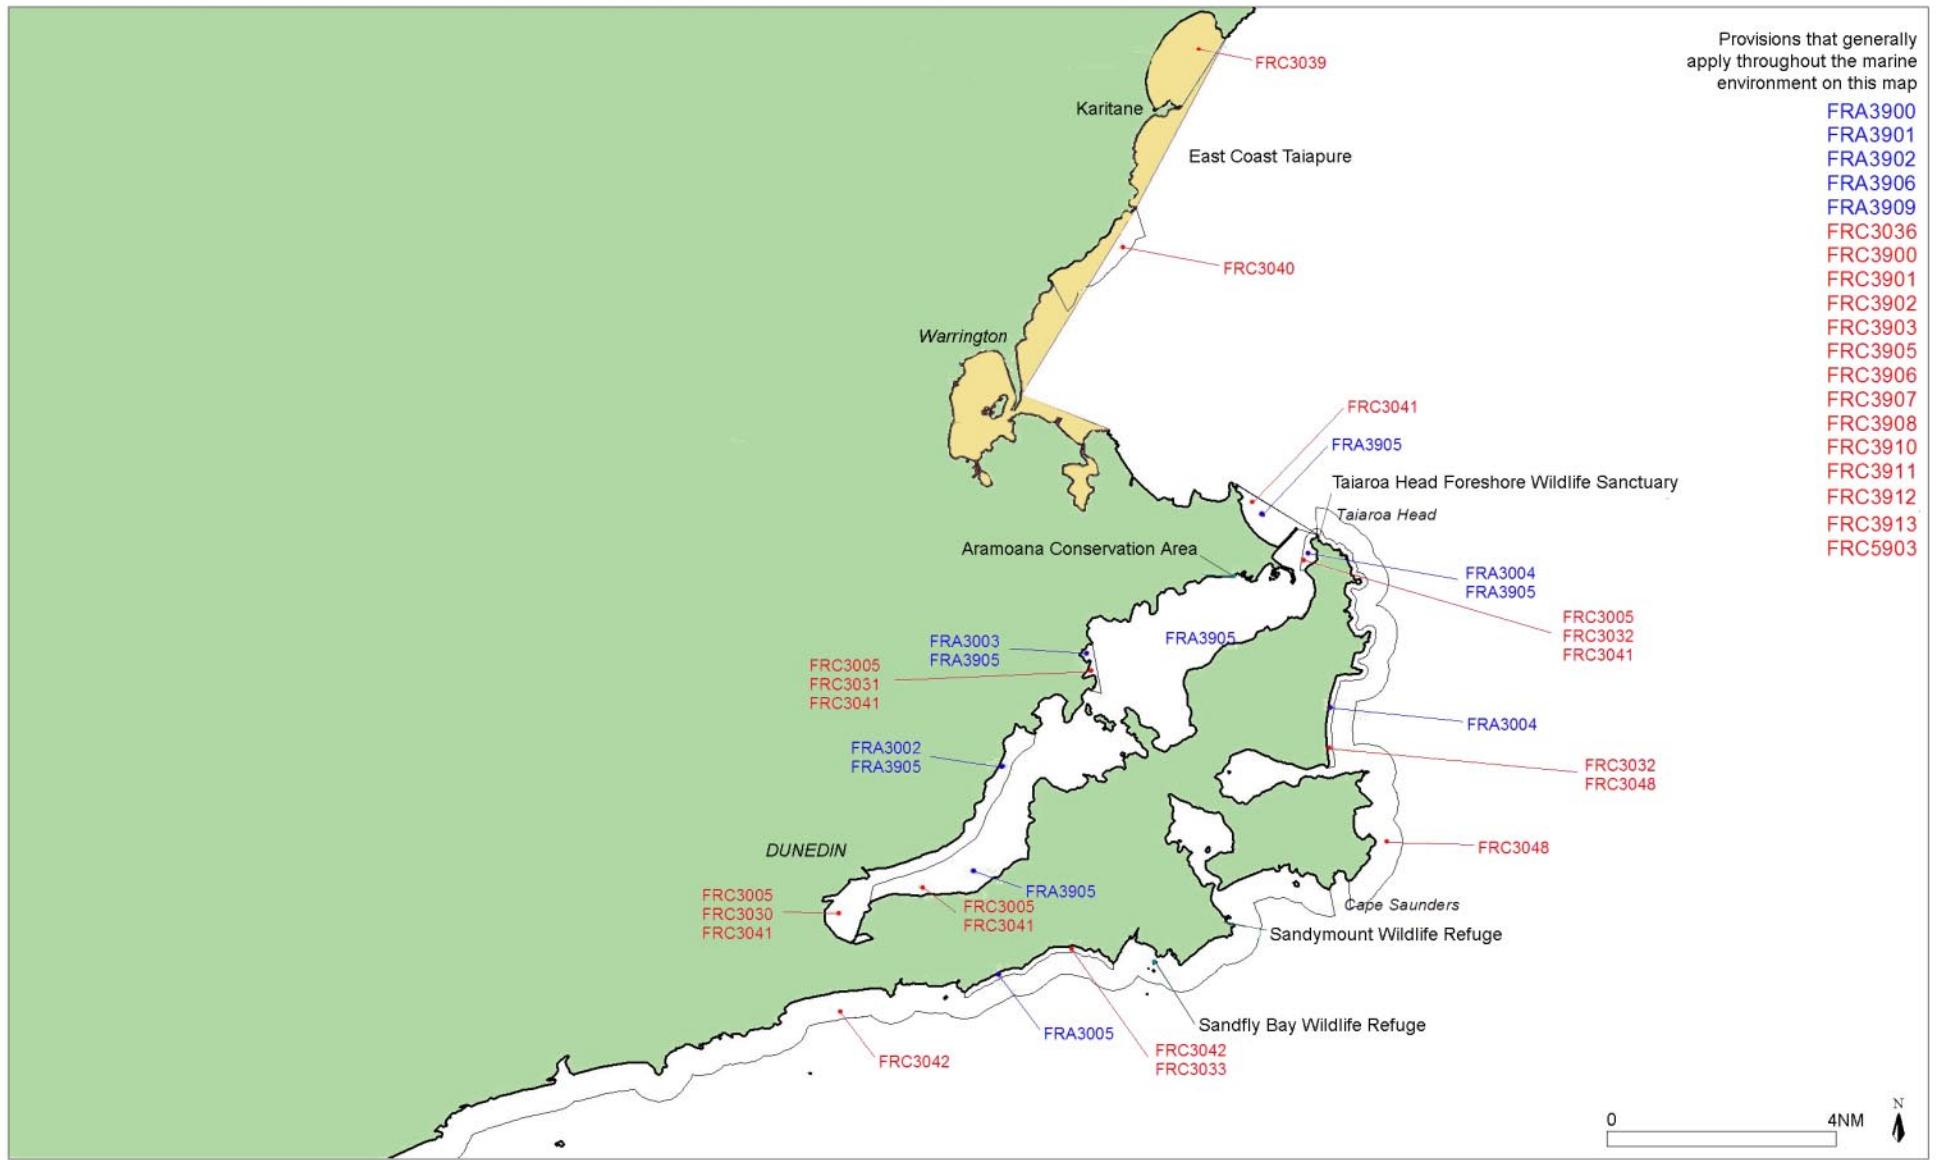 Provisions that generally
apply throughout the marine
environment on this map
FRA3900
FRA3901
FRA3902
FRA3906
FRA3909
FRC3036
FRC3900
FRC3901
FRC3902
FRC3903
FRC3905
FRC3906
FRC3907
FRC3908
FRC3910
FRC3911
FRC3912
FRC3913
FRC5903
FRC3039
Karitane
East Coast Taiapure
FRC3040
Warrington
FRC3041
FRA3905
Taiaroa Head Foreshore Wildlife Sanctuary
Taiaroa Head
Aramoana Conservation Area
FRA3004
FRA3905
FRC3005
FRC3032
FRC3041
FRA3905
FRA3003
FRA3905
FRC3005
FRC3031
FRC3041
FRA3004
FRA3002
FRA3905
FRC3032
FRC3048
DUNEDIN
FRC3048
FRA3905
FRC3005
FRC3030
FRC3041
FRC3005
FRC3041
Cape Saunders
Sandymount Wildlife Refuge
Sandfly Bay Wildlife Refuge
FRA3005
FRC3042
FRC3033
FRC3042
0 4NM
N